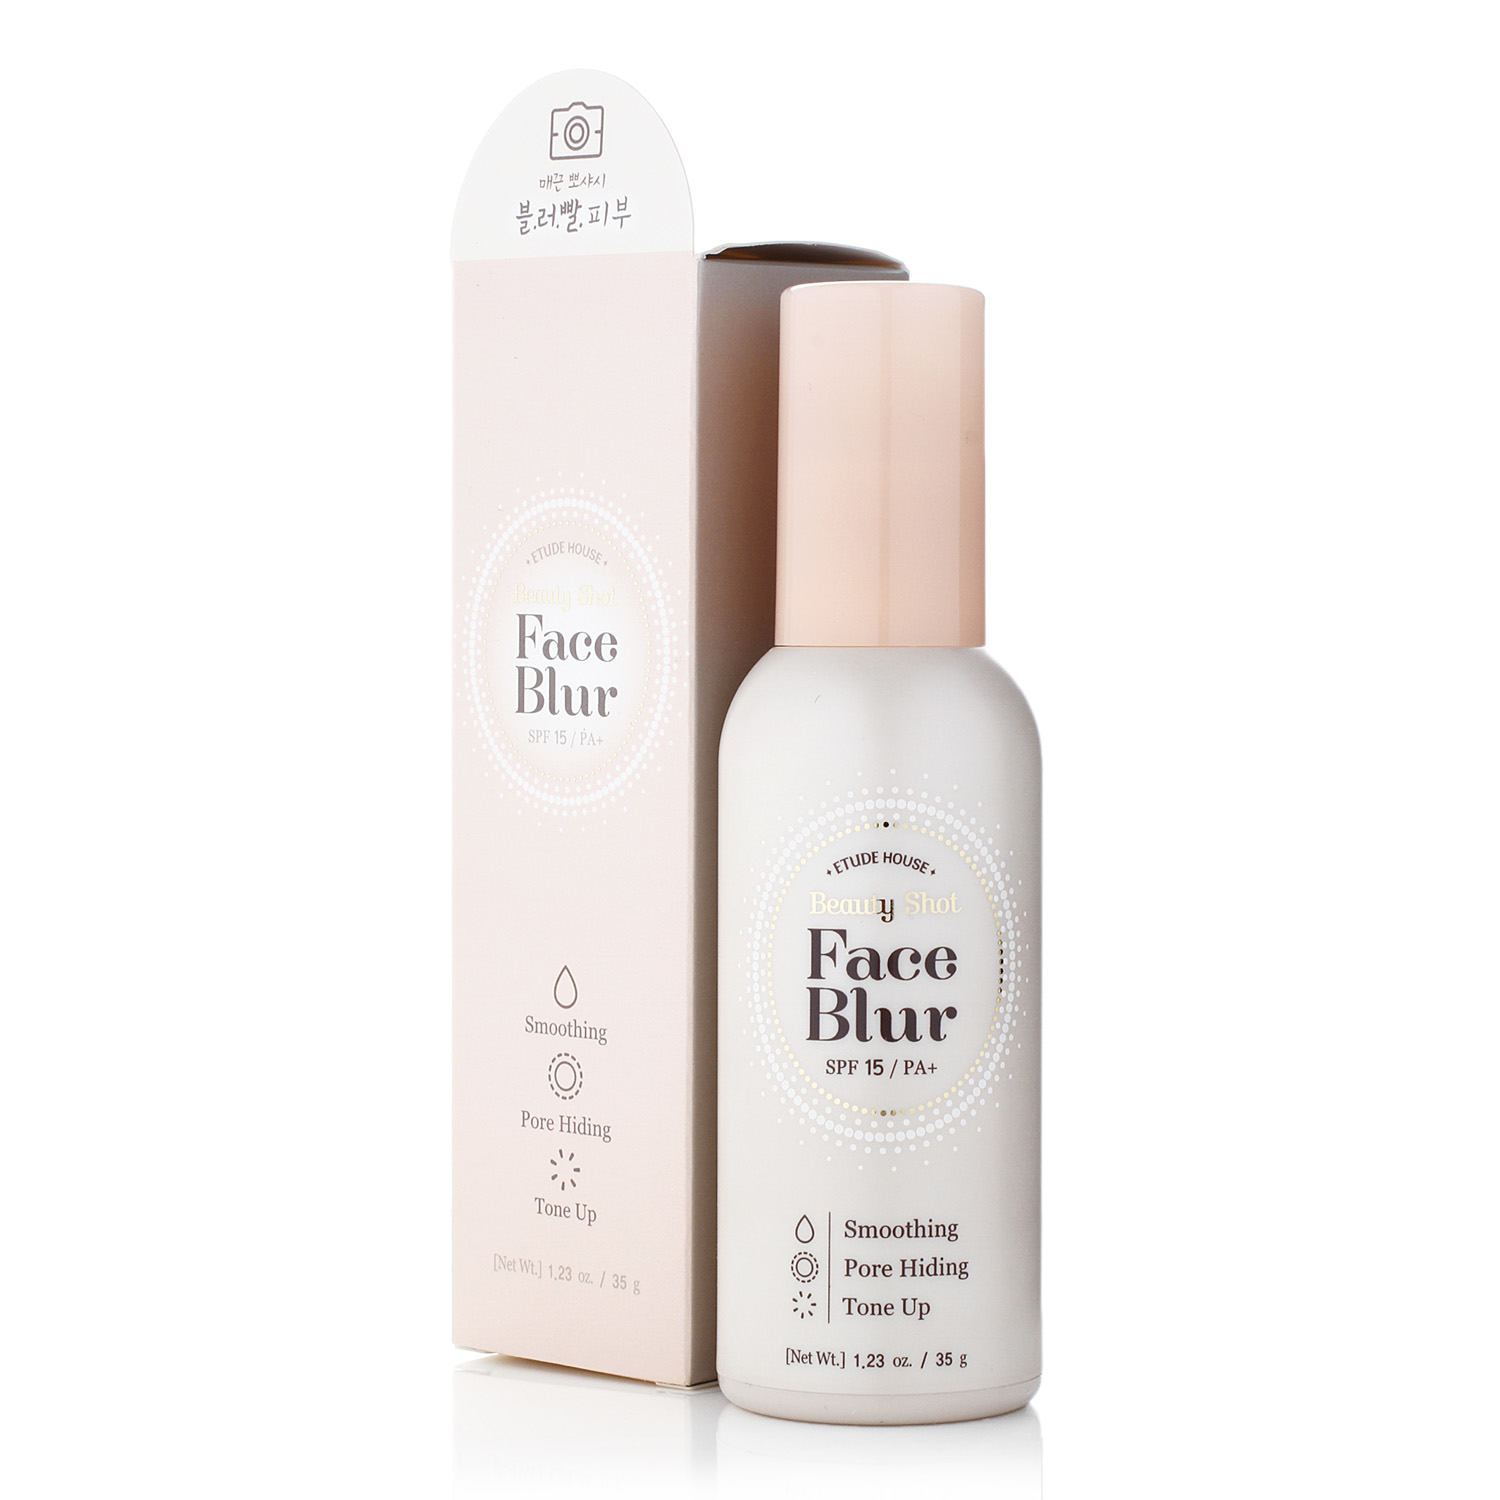 매끈 뽀샤시
블.러.빨.피부
ETUDE HOUSE
Beauty Shot
Face
Blur
SPF 15 / PA+
Smoothing
Pore Hiding
Tone Up
[Net Wt.] 1.23 oz. / 35 g
ETUDE HOUSE
Beauty Shot
Face
Blur
SPF 15 / PA+
Smoothing
Pore Hiding
Tone Up
[Net Wt.] 1.23 oz. / 35 g